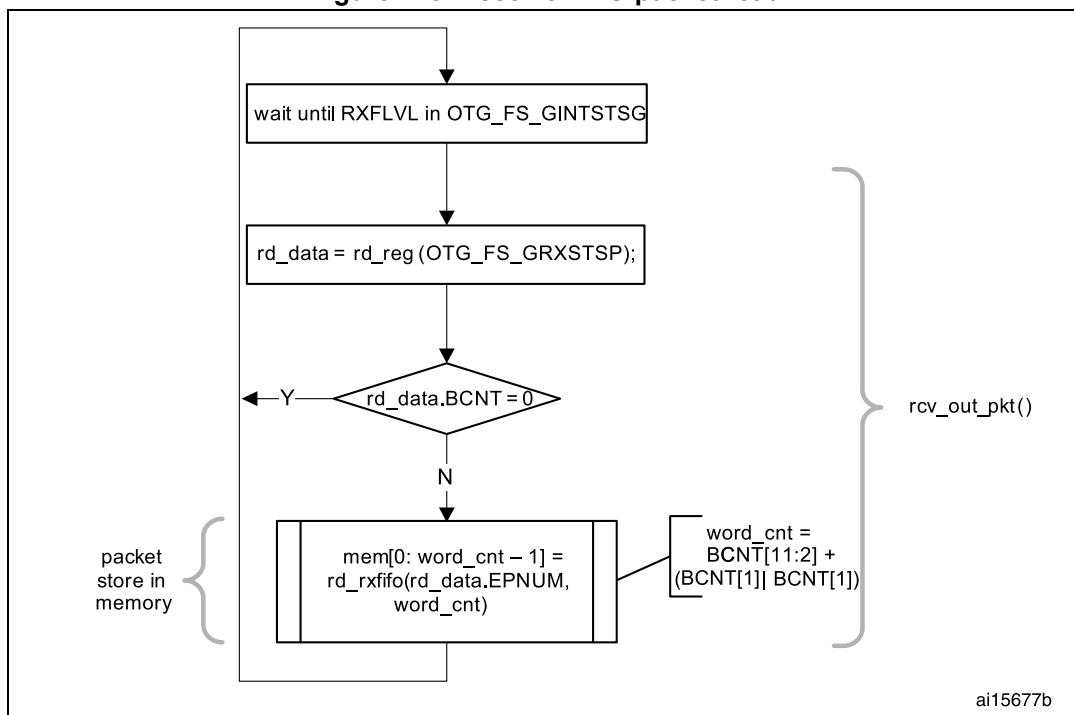 wait until RXFLVL in OTG_FS_GINTSTSG
rd_data = rd_reg (OTG_FS_GRXSTSP);
Y
rd_data.BCNT = 0
rcv_out_pkt()
N
packet
store in
memory
mem[0: word_cnt – 1] =
rd_rxfifo(rd_data.EPNUM,
word_cnt)
word_cnt =
BCNT[11:2] +
(BCNT[1]| BCNT[1])
ai15677b